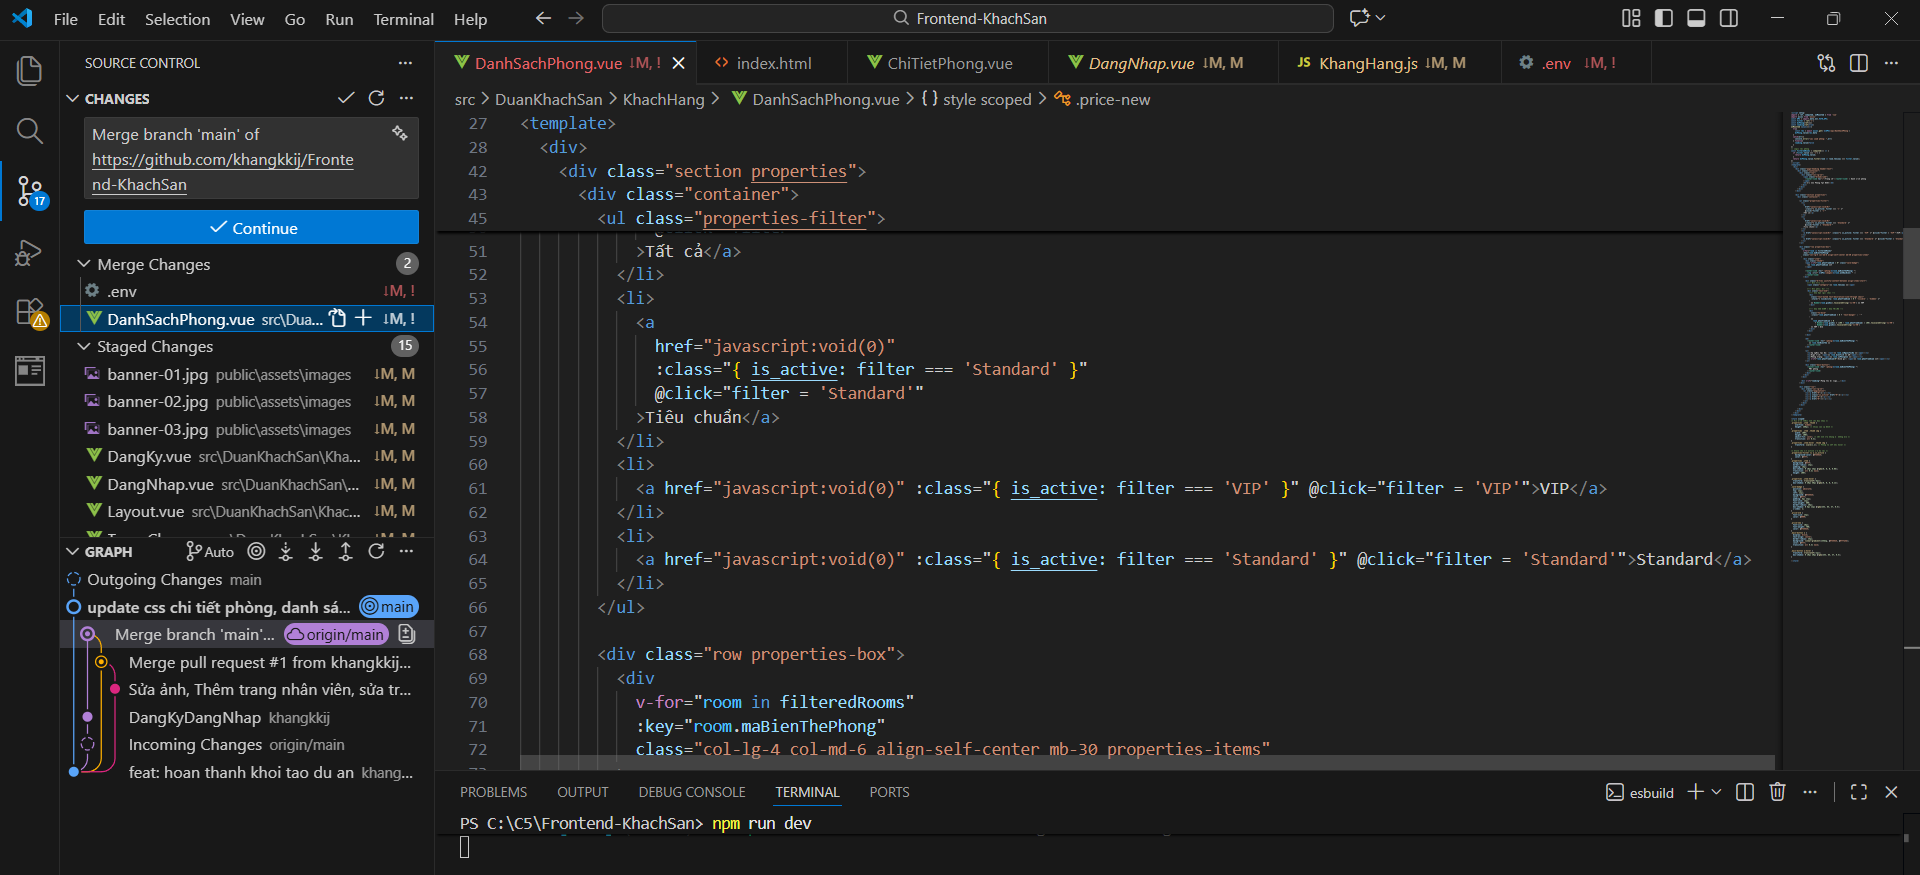 File Edit Selection View Go Run Terminal Help
Frontend-KhachSan
SOURCE CONTROL
CHANGES
Merge branch 'main' of
https://github.com/khangkkij/Fronte
nd-KhachSan
Continue
17
Merge Changes 2
.env ↓M, !
DanhSachPhong.vue src\Dua... ↓M, !
Staged Changes 15
banner-01.jpg public\assets\images ↓M, M
banner-02.jpg public\assets\images ↓M, M
banner-03.jpg public\assets\images ↓M, M
DangKy.vue src\DuanKhachSan\Kha... ↓M, M
DangNhap.vue src\DuanKhachSan\... ↓M, M
Layout.vue src\DuanKhachSan\Khac... ↓M, M
GRAPH Auto
Outgoing Changes main
update css chi tiết phòng, danh sá... main
Merge branch 'main'... origin/main
Merge pull request #1 from khangkkij...
Sửa ảnh, Thêm trang nhân viên, sửa tr...
DangKyDangNhap khangkkij
Incoming Changes origin/main
feat: hoan thanh khoi tao du an khang...
DanhSachPhong.vue ↓M, ! index.html ChiTietPhong.vue DangNhap.vue ↓M, M JS KhangHang.js ↓M, M .env ↓M, !
src > DuanKhachSan > KhachHang > DanhSachPhong.vue > {} style scoped > .price-new
27 <template>
28 <div>
42 <div class="section properties">
43 <div class="container">
45 <ul class="properties-filter">
51 >Tất cả</a>
52 </li>
53 <li>
54 <a
55 href="javascript:void(0)"
56 :class="{ is_active: filter === 'Standard' }"
57 @click="filter = 'Standard'"
58 >Tiêu chuẩn</a>
59 </li>
60 <li>
61 <a href="javascript:void(0)" :class="{ is_active: filter === 'VIP' }" @click="filter = 'VIP'">VIP</a>
62 </li>
63 <li>
64 <a href="javascript:void(0)" :class="{ is_active: filter === 'Standard' }" @click="filter = 'Standard'">Standard</a>
65 </li>
66 </ul>
67
68 <div class="row properties-box">
69 <div
70 v-for="room in filteredRooms"
71 :key="room.maBienThePhong"
72 class="col-lg-4 col-md-6 align-self-center mb-30 properties-items"
PROBLEMS OUTPUT DEBUG CONSOLE TERMINAL PORTS
esbuild
PS C:\C5\Frontend-KhachSan> npm run dev